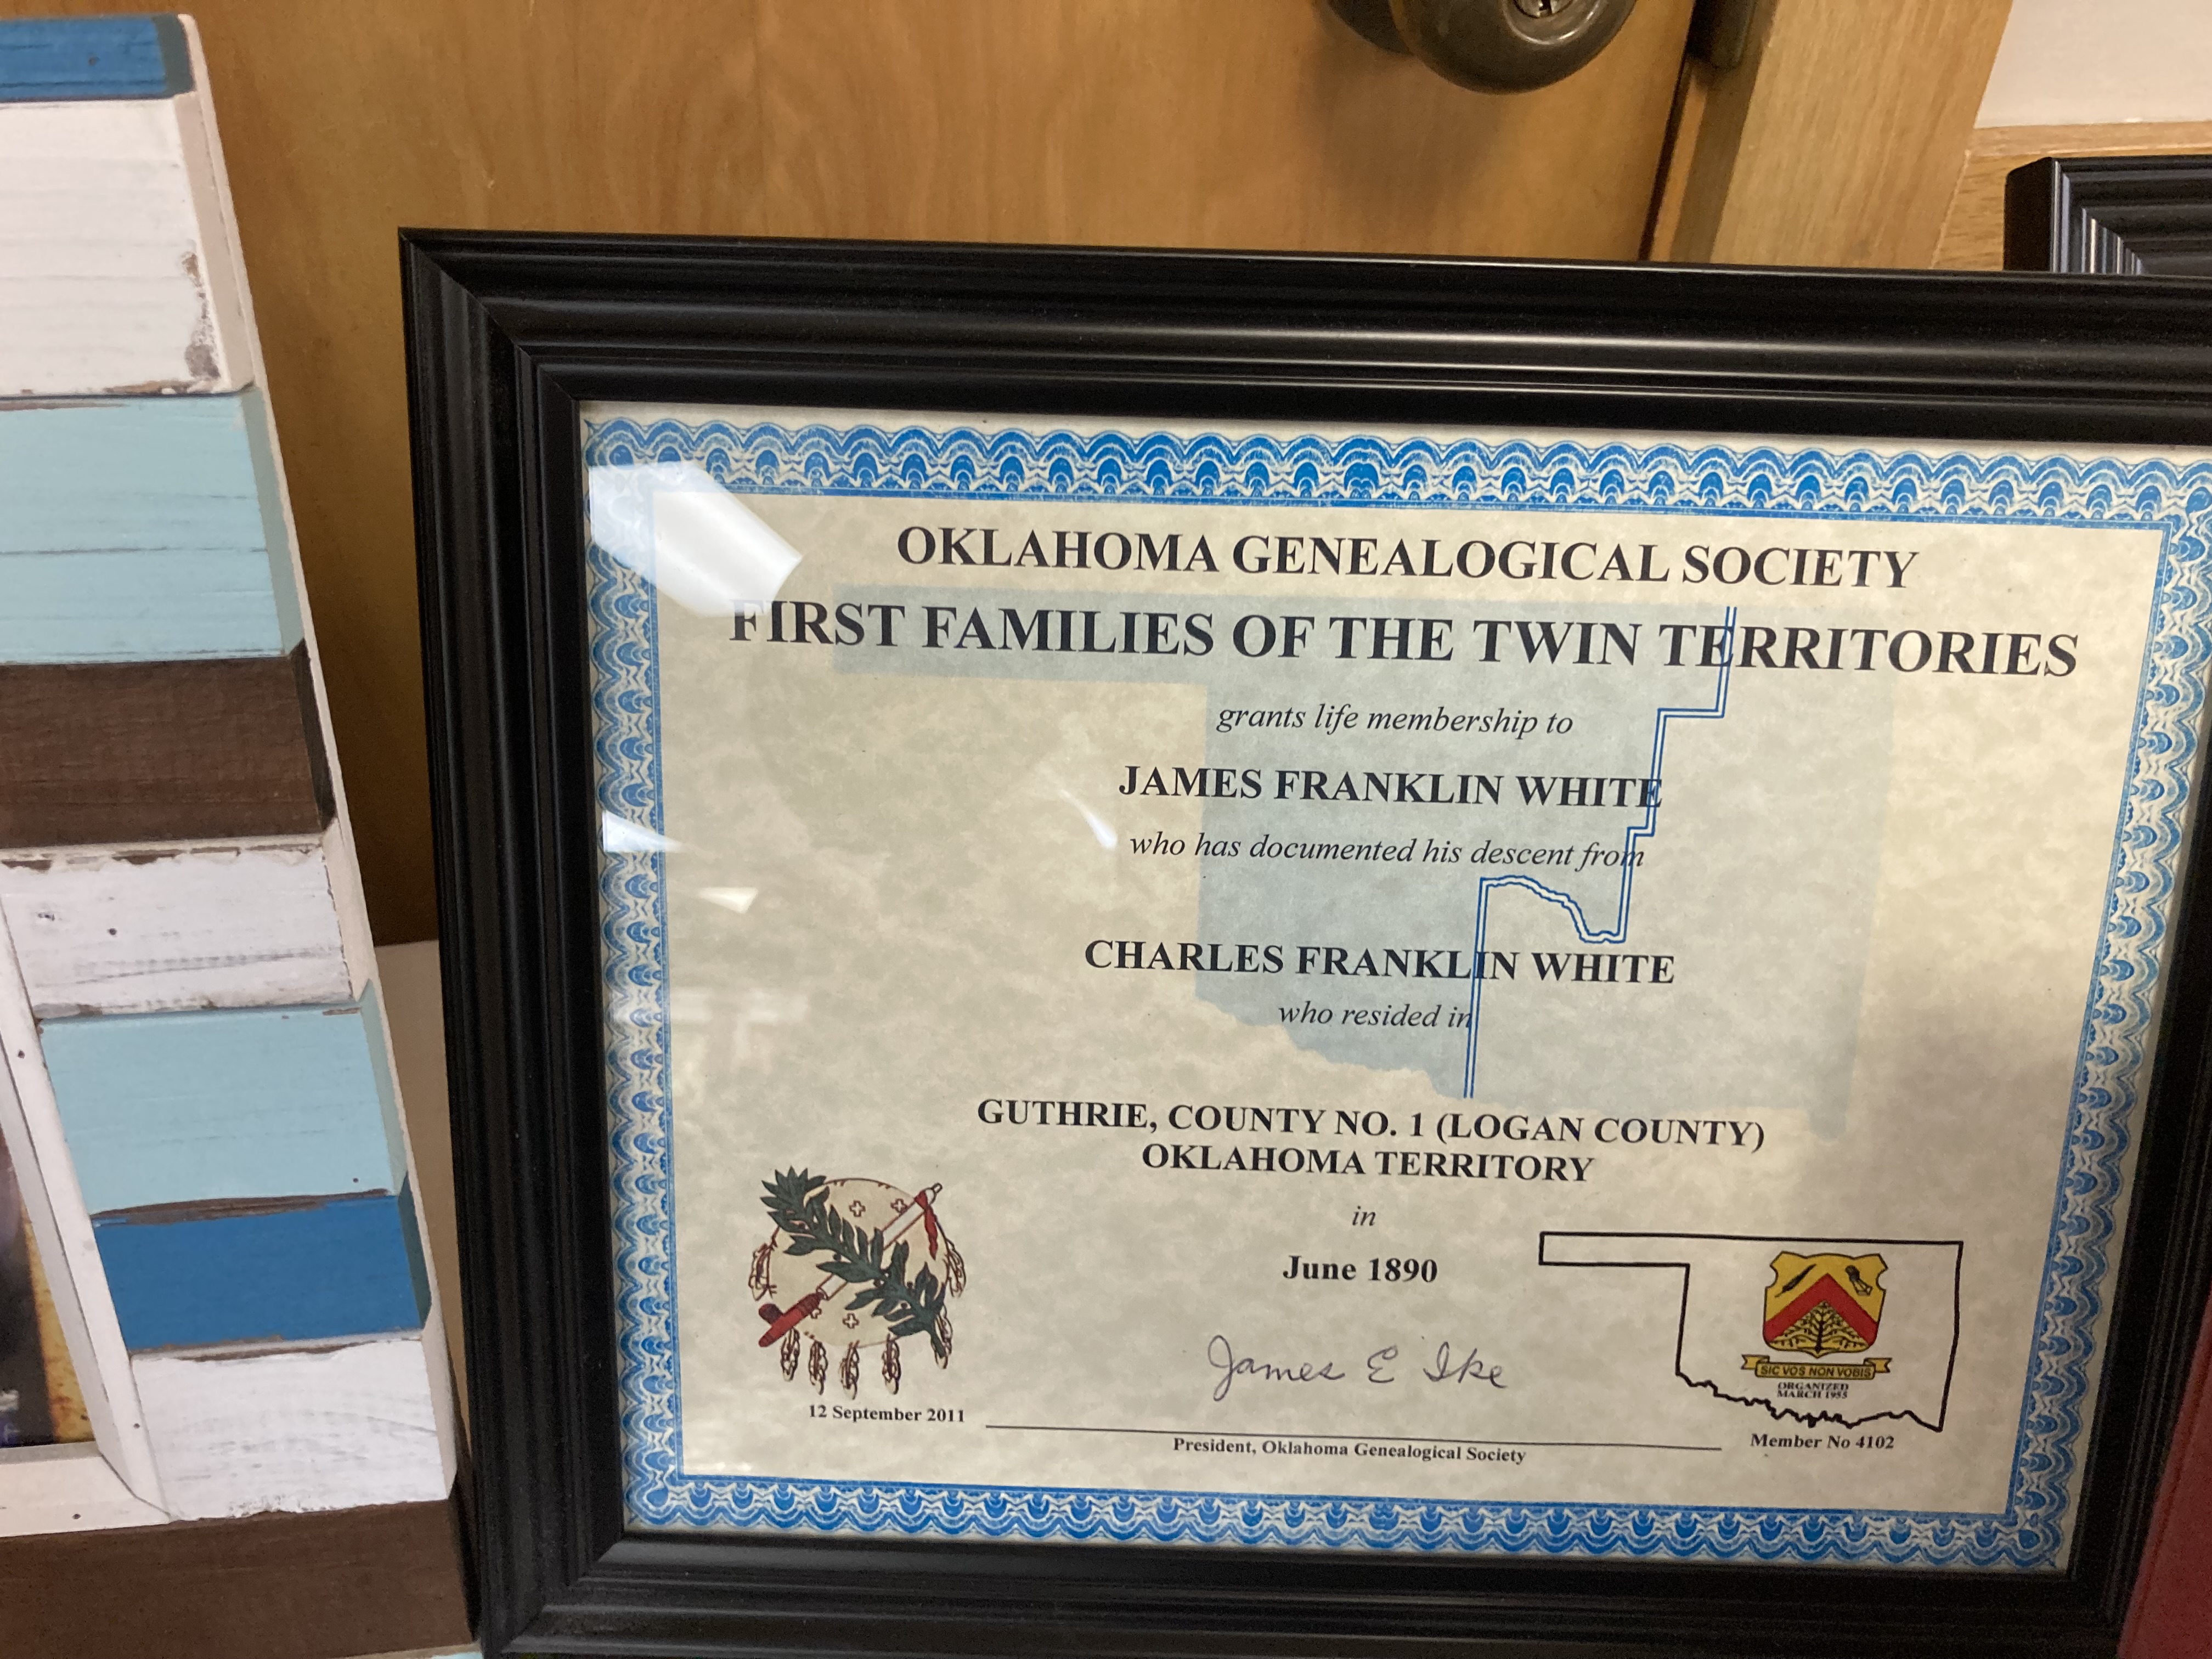 OKLAHOMA GENEALOGICAL SOCIETY
FIRST FAMILIES OF THE TWIN TERRITORIES
grants life membership to
JAMES FRANKLIN WHITE
who has documented his descent from
CHARLES FRANKLIN WHITE
who resided in
GUTHRIE, COUNTY NO. 1 (LOGAN COUNTY)
OKLAHOMA TERRITORY
in
June 1890
James E Ike
12 September 2011
President, Oklahoma Genealogical Society
SIC VOS NON VOBIS
ORGANIZED
MARCH 1955
Member No 4102